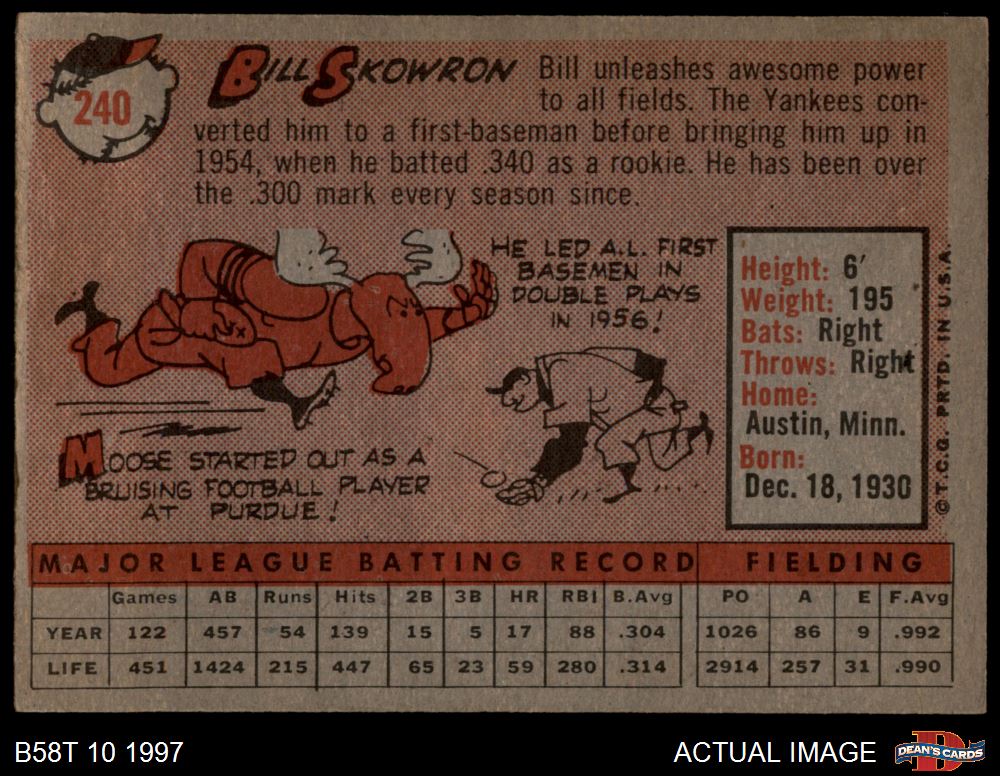 240
BILL SKOWRON
Bill unleashes awesome power
to all fields. The Yankees con-
verted him to a first-baseman before bringing him up in
1954, when he batted .340 as a rookie. He has been over
the .300 mark every season since.
HE LED A.L. FIRST
BASEMEN IN
DOUBLE PLAYS
IN 1956!
MOOSE STARTED OUT AS A
BRUISING FOOTBALL PLAYER
AT PURDUE!
Height: 6'
Weight: 195
Bats: Right
Throws: Right
Home:
Austin, Minn.
Born:
Dec. 18, 1930
© T.C.G. PRTD. IN U.S.A.
MAJOR LEAGUE BATTING RECORD FIELDING
Games AB Runs Hits 2B 3B HR RBI B.Avg PO A E F.Avg
YEAR 122 457 54 139 15 5 17 88 .304 1026 86 9 .992
LIFE 451 1424 215 447 65 23 59 280 .314 2914 257 31 .990
B58T 10 1997
ACTUAL IMAGE
DEAN'S CARDS